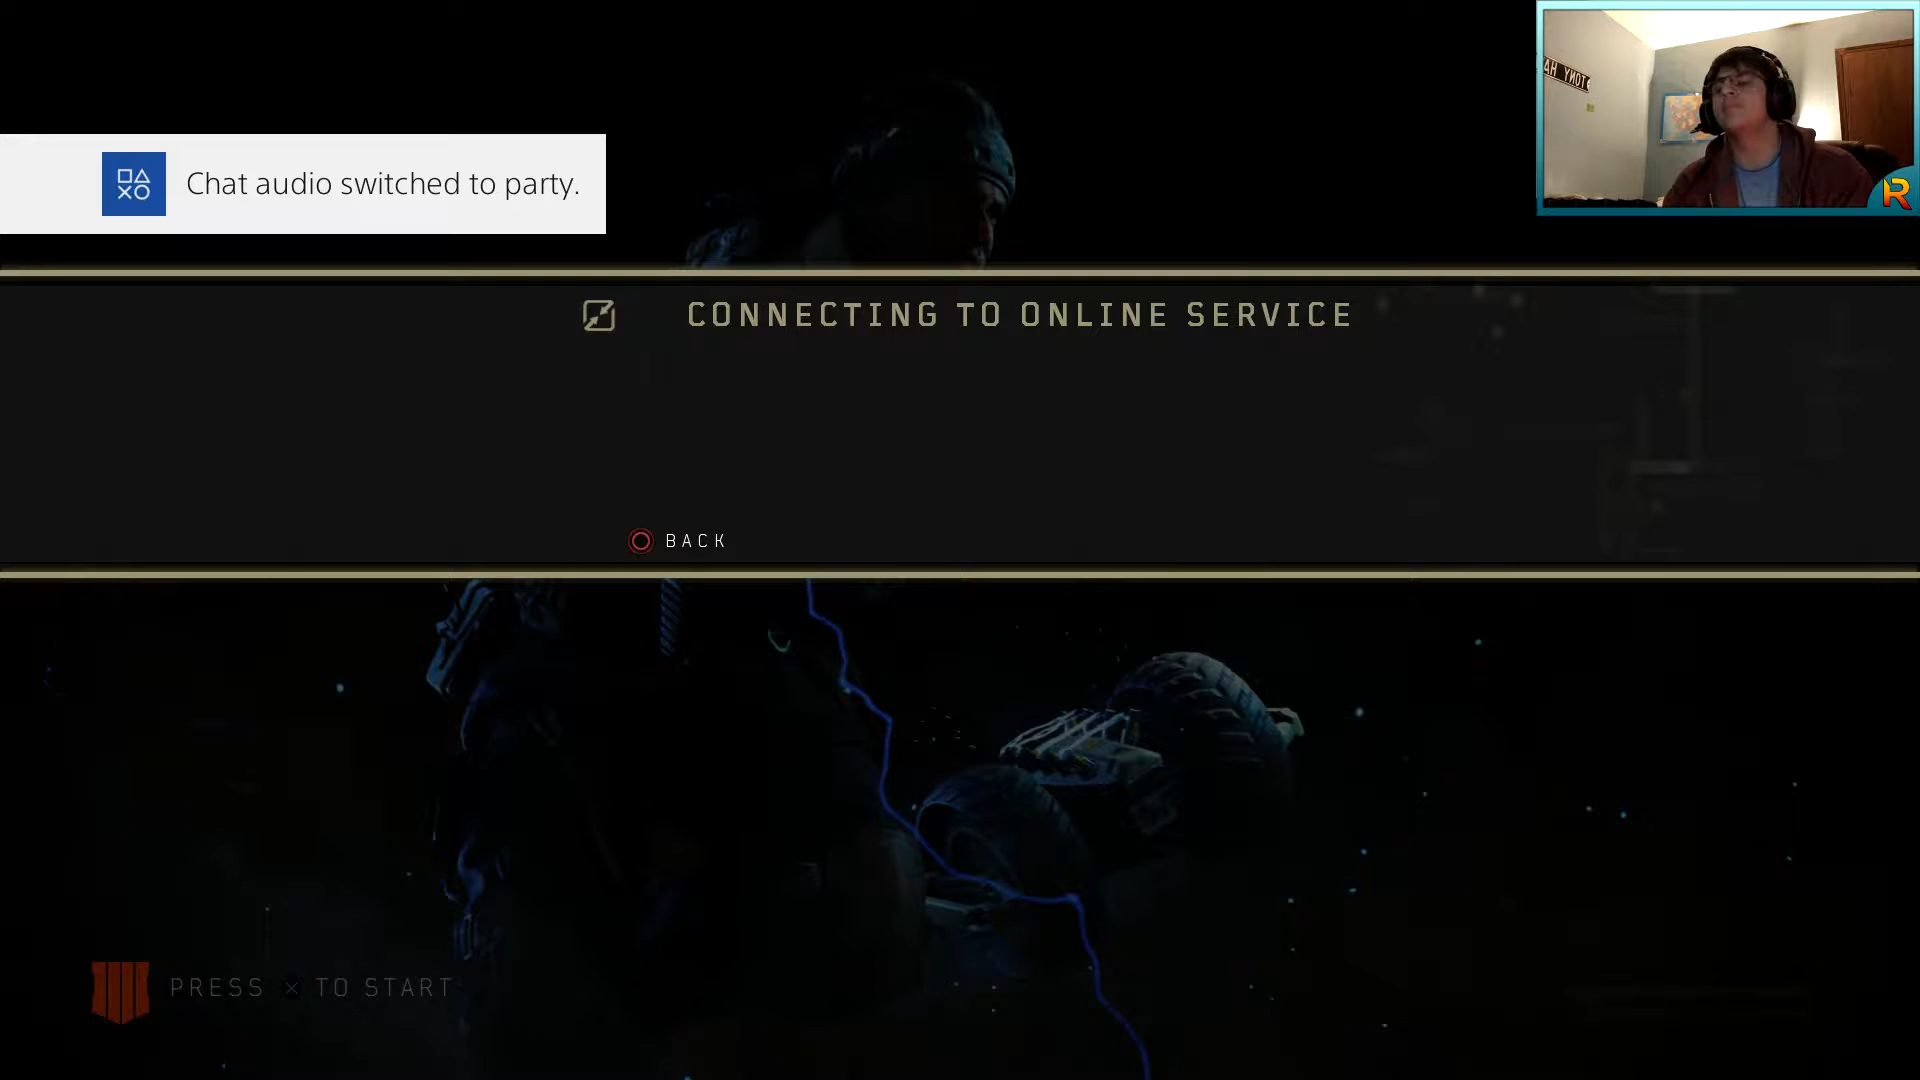 Chat audio switched to party.
CONNECTING TO ONLINE SERVICE
BACK
PRESS TO START
R